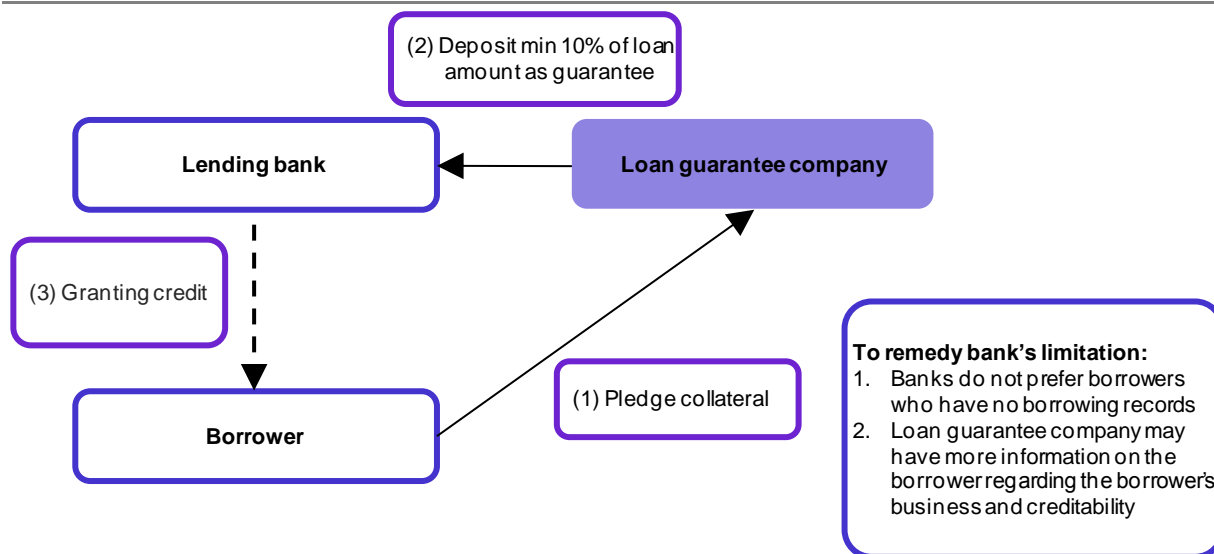 (2) Deposit min 10% of loan
amount as guarantee
Lending bank
Loan guarantee company
(3) Granting credit
To remedy bank's limitation:
1. Banks do not prefer borrowers
who have no borrowing records
2. Loan guarantee company may
have more information on the
borrower regarding the borrower's
business and creditability
(1) Pledge collateral
Borrower